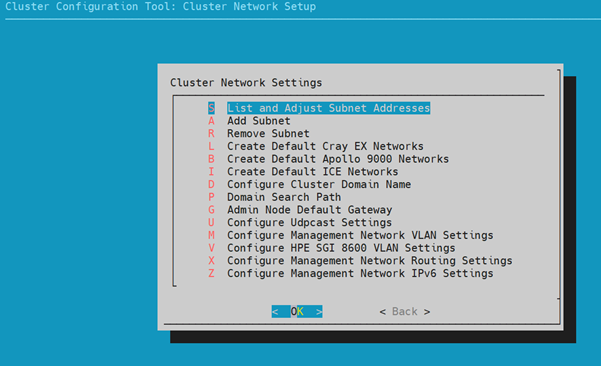 Cluster Configuration Tool: Cluster Network Setup
Cluster Network Settings
S List and Adjust Subnet Addresses
A Add Subnet
R Remove Subnet
L Create Default Cray EX Networks
B Create Default Apollo 9000 Networks
I Create Default ICE Networks
D Configure Cluster Domain Name
P Domain Search Path
G Admin Node Default Gateway
U Configure Udpcast Settings
M Configure Management Network VLAN Settings
V Configure HPE SGI 8600 VLAN Settings
X Configure Management Network Routing Settings
Z Configure Management Network IPv6 Settings
< OK > < Back >